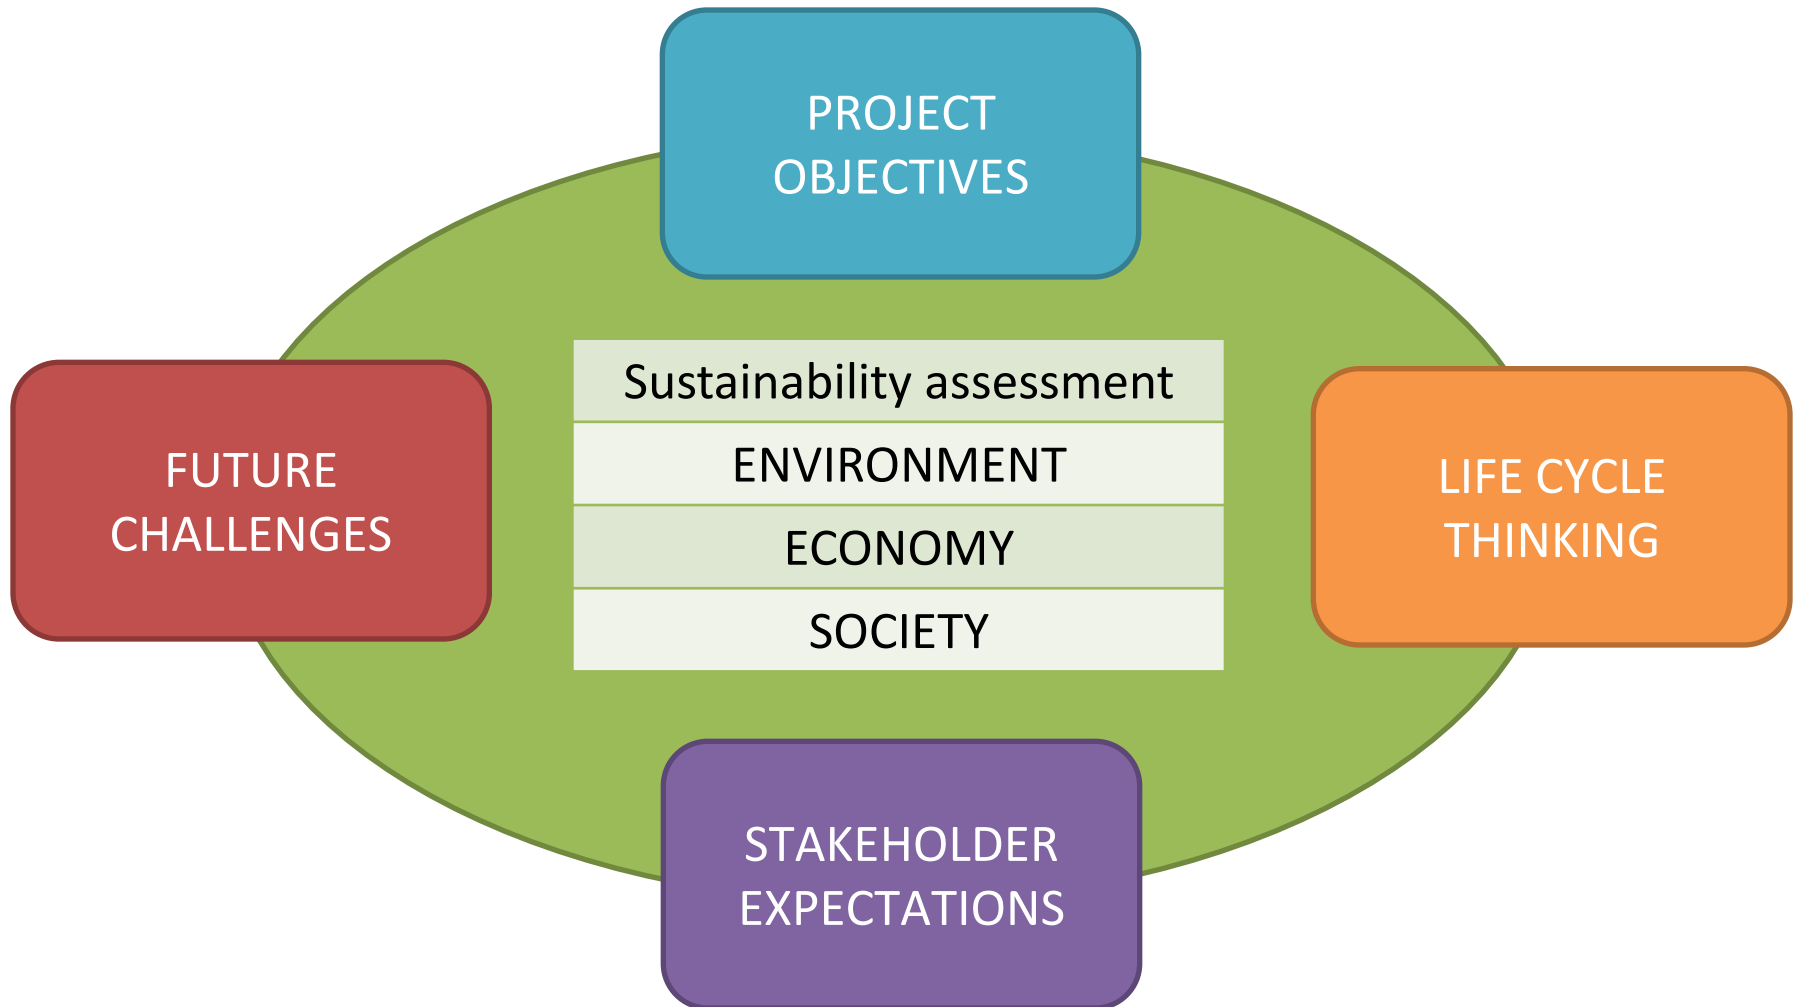 PROJECT
OBJECTIVES
FUTURE
CHALLENGES
Sustainability assessment
ENVIRONMENT
ECONOMY
SOCIETY
LIFE CYCLE
THINKING
STAKEHOLDER
EXPECTATIONS